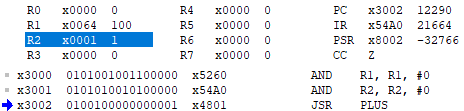 R0 x0000 0 R4 x0000 0 PC x3002 12290
R1 x0064 100 R5 x0000 0 IR x54A0 21664
R2 x0001 1 R6 x0000 0 PSR x8002 -32766
R3 x0000 0 R7 x0000 0 CC Z
x3000 0101001001100000 x5260 AND R1, R1, #0
x3001 0101010010100000 x54A0 AND R2, R2, #0
x3002 0100100000000001 x4801 JSR PLUS